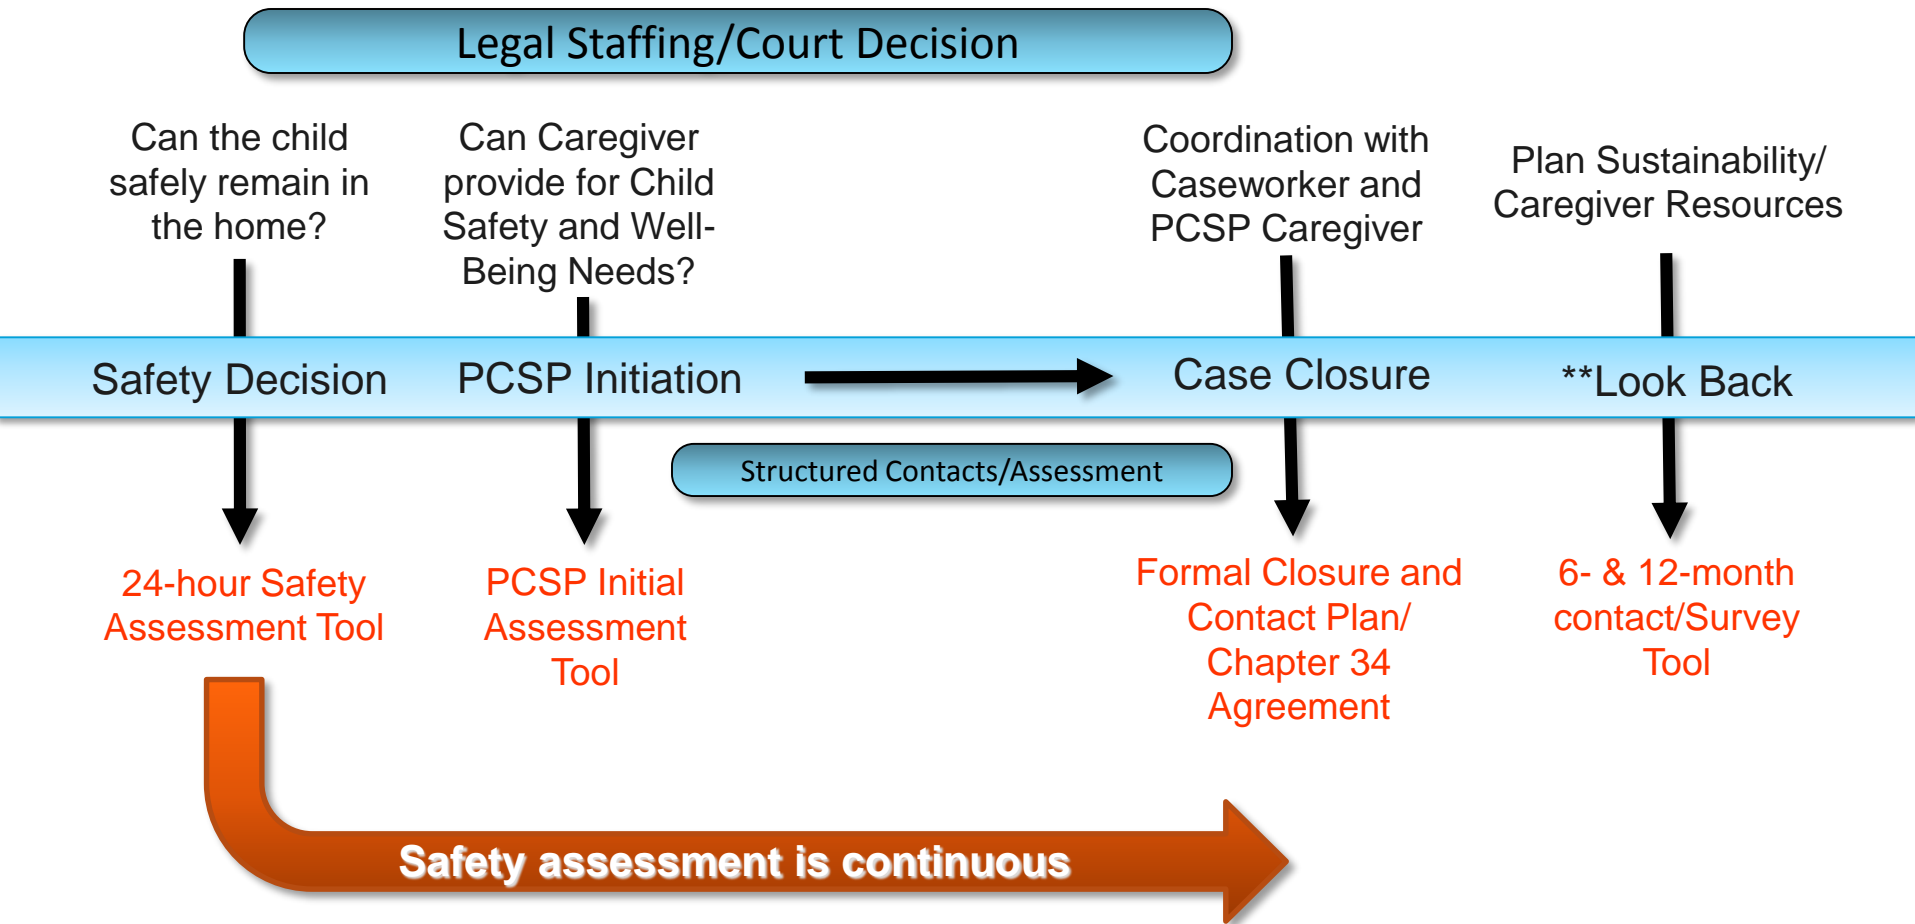 Legal Staffing/Court Decision
Can the child
safely remain in
the home?
Can Caregiver
provide for Child
Safety and Well-
Being Needs?
Coordination with
Caseworker and
PCSP Caregiver
Plan Sustainability/
Caregiver Resources
Safety Decision
PCSP Initiation
Case Closure
**Look Back
Structured Contacts/Assessment
24-hour Safety
Assessment Tool
PCSP Initial
Assessment
Tool
Formal Closure and
Contact Plan/
Chapter 34
Agreement
6- & 12-month
contact/Survey
Tool
Safety assessment is continuous